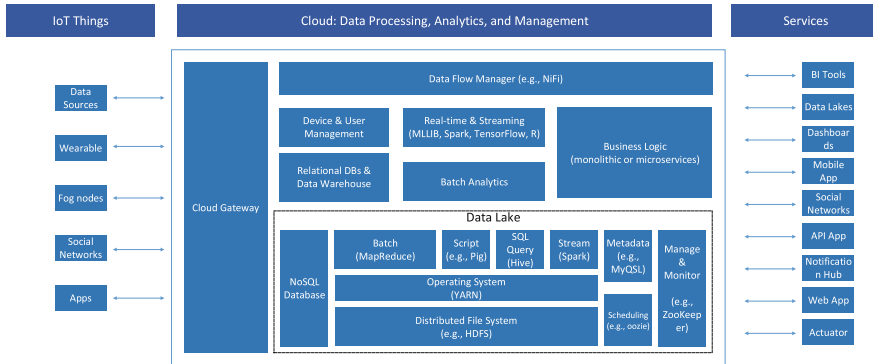 IoT Things
Cloud: Data Processing, Analytics, and Management
Services
Data
Sources
Wearable
Fog nodes
Social
Networks
Apps
Cloud Gateway
Data Flow Manager (e.g., NiFi)
Device & User
Management
Real-time & Streaming
(MLLIB, Spark, TensorFlow, R)
Business Logic
(monolithic or microservices)
Relational DBs &
Data Warehouse
Batch Analytics
Data Lake
NoSQL
Database
Batch
(MapReduce)
Script
(e.g., Pig)
SQL
Query
(Hive)
Stream
(Spark)
Metadata
(e.g.,
MyQSL)
Manage
&
Monitor
(e.g.,
ZooKeep
er)
Operating System
(YARN)
Distributed File System
(e.g., HDFS)
Scheduling
(e.g., oozie)
BI Tools
Data Lakes
Dashboar
ds
Mobile
App
Social
Networks
API App
Notificatio
n Hub
Web App
Actuator